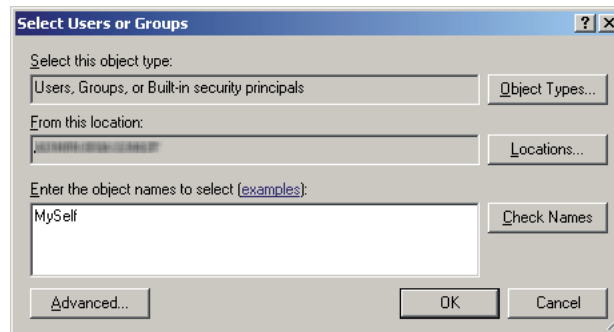 Select Users or Groups
Select this object type:
Users, Groups, or Built-in security principals
Object Types...
From this location:
Locations...
Enter the object names to select (examples):
MySelf
Check Names
Advanced...
OK
Cancel